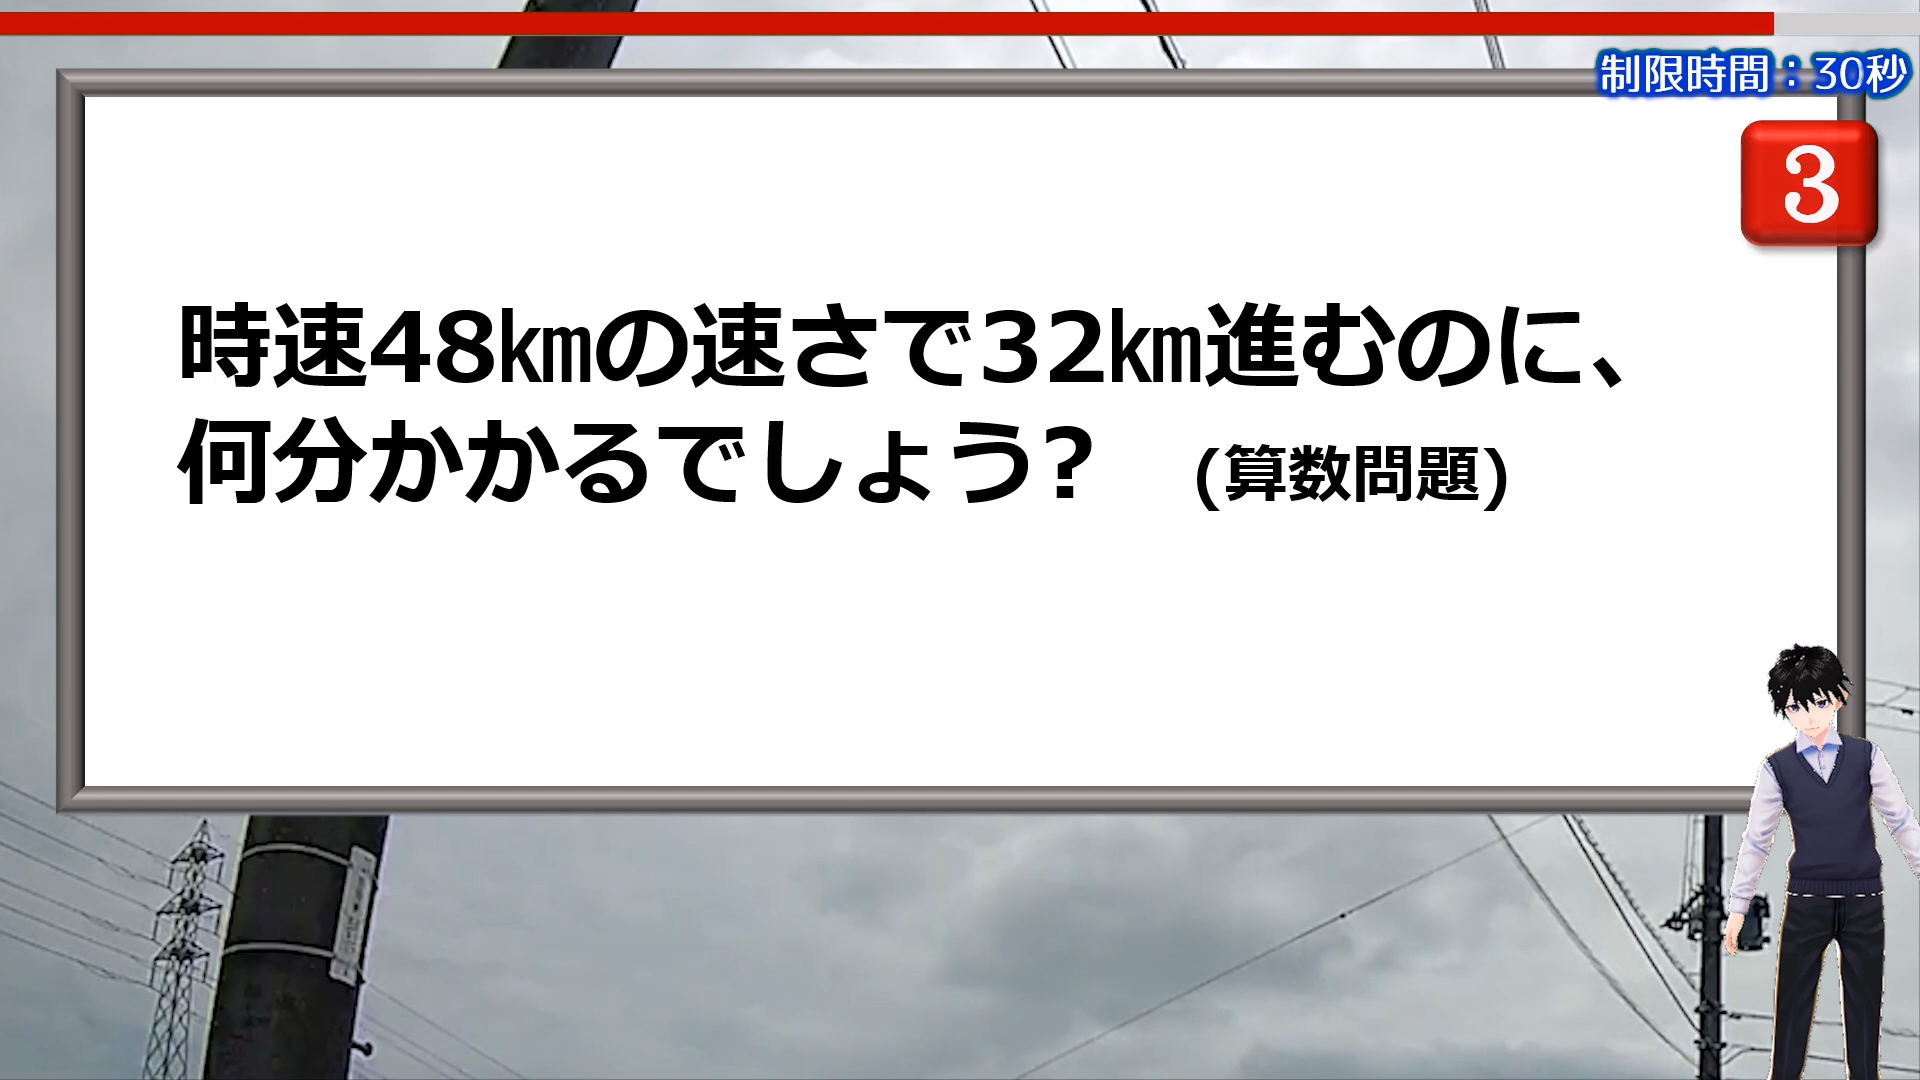 制限時間：30秒
3
時速48㎞の速さで32㎞進むのに、
何分かかるでしょう? (算数問題)